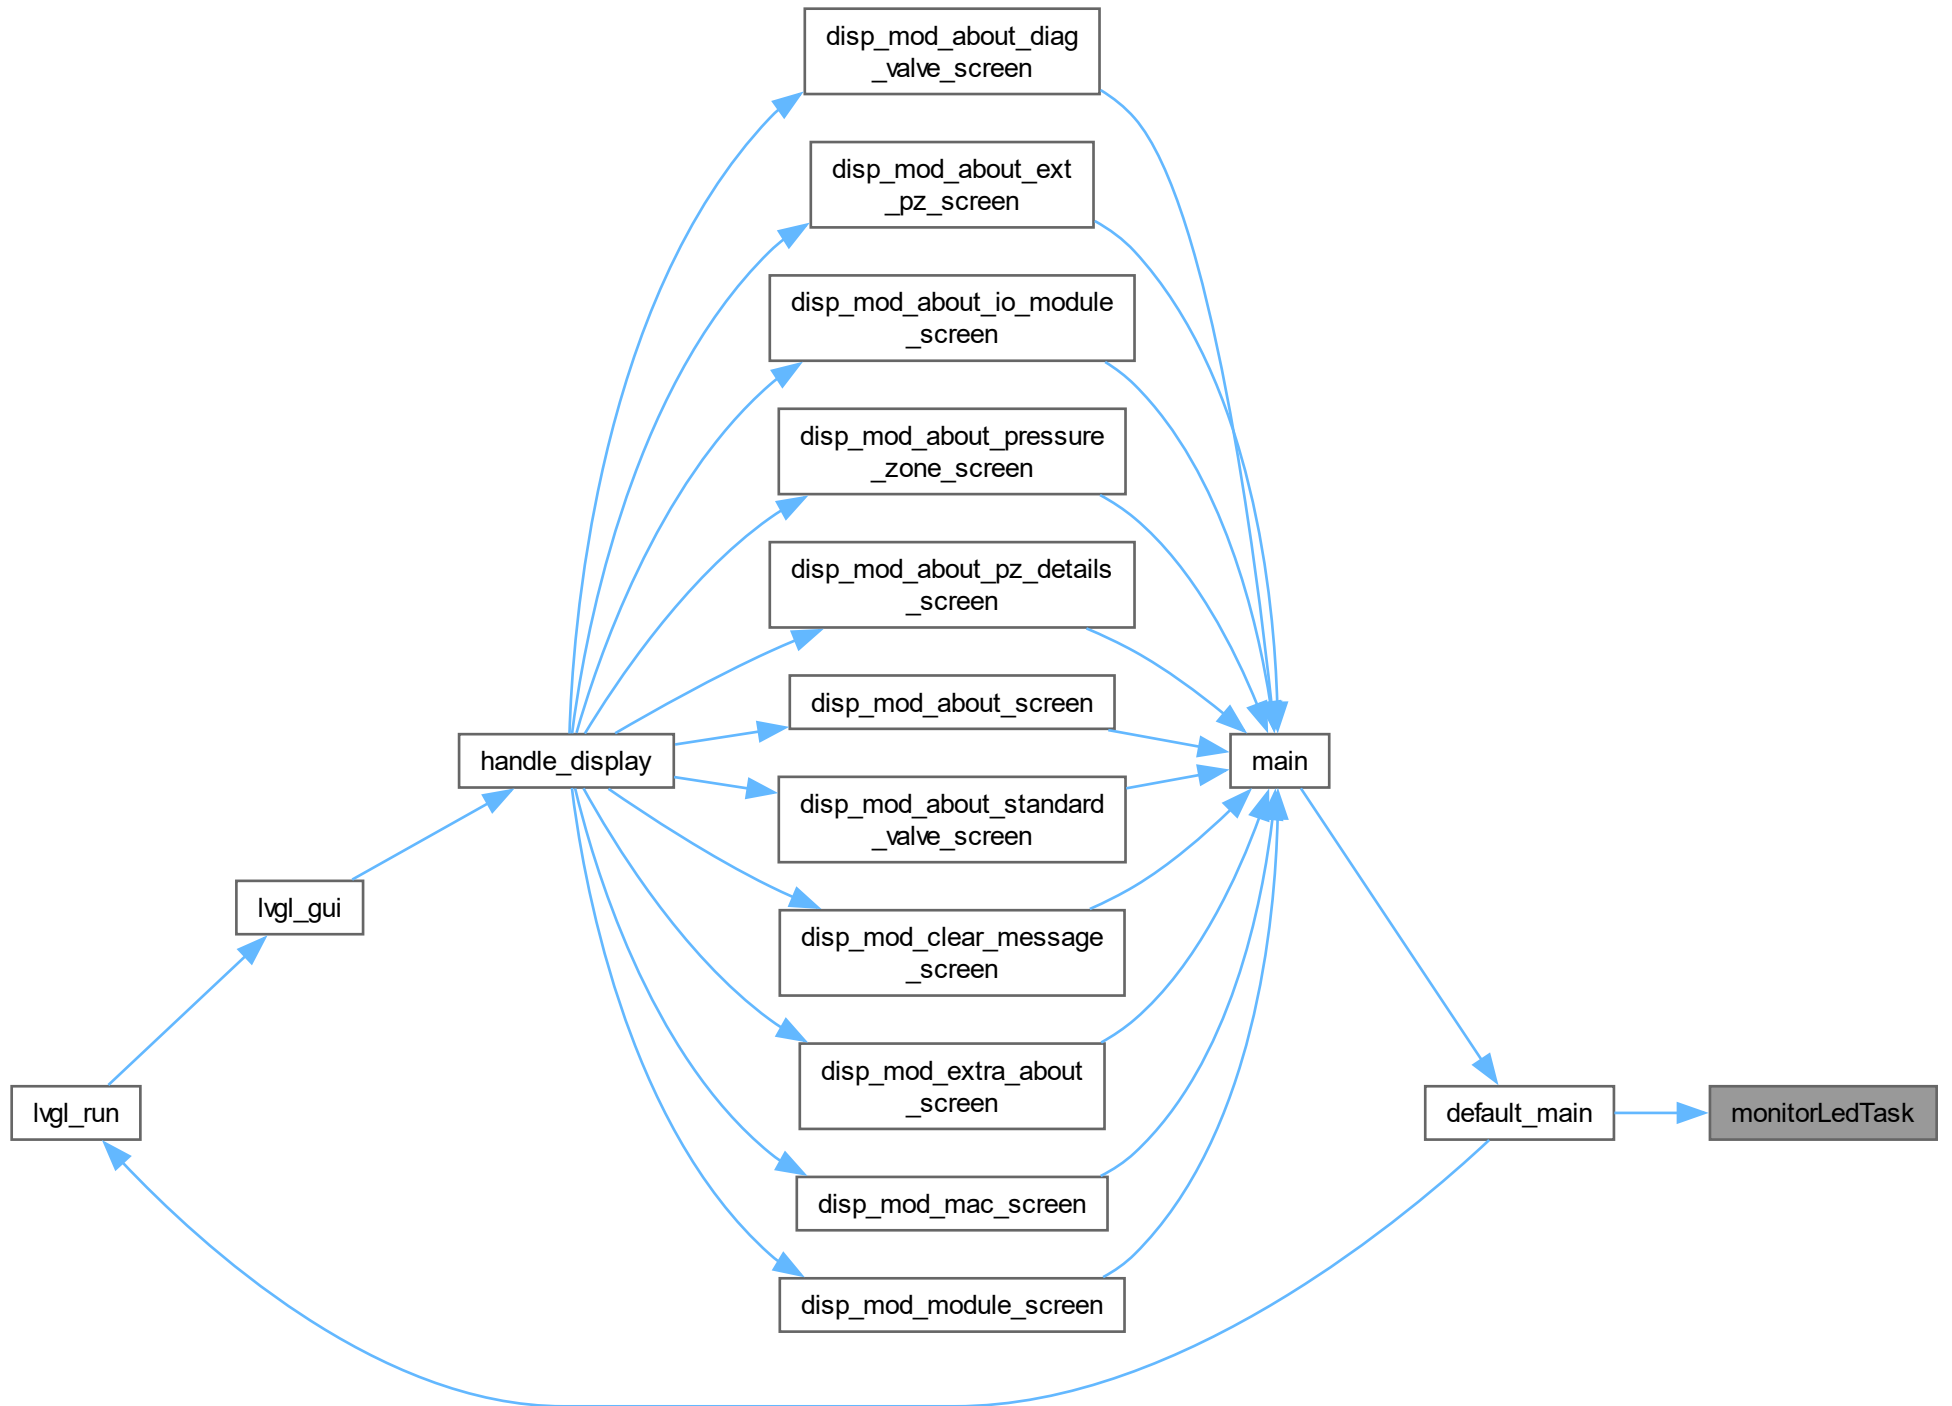 disp_mod_about_diag
_valve_screen
disp_mod_about_ext
_pz_screen
disp_mod_about_io_module
_screen
disp_mod_about_pressure
_zone_screen
disp_mod_about_pz_details
_screen
disp_mod_about_screen
handle_display
main
disp_mod_about_standard
_valve_screen
lvgl_gui
disp_mod_clear_message
_screen
disp_mod_extra_about
_screen
lvgl_run
default_main
monitorLedTask
disp_mod_mac_screen
disp_mod_module_screen